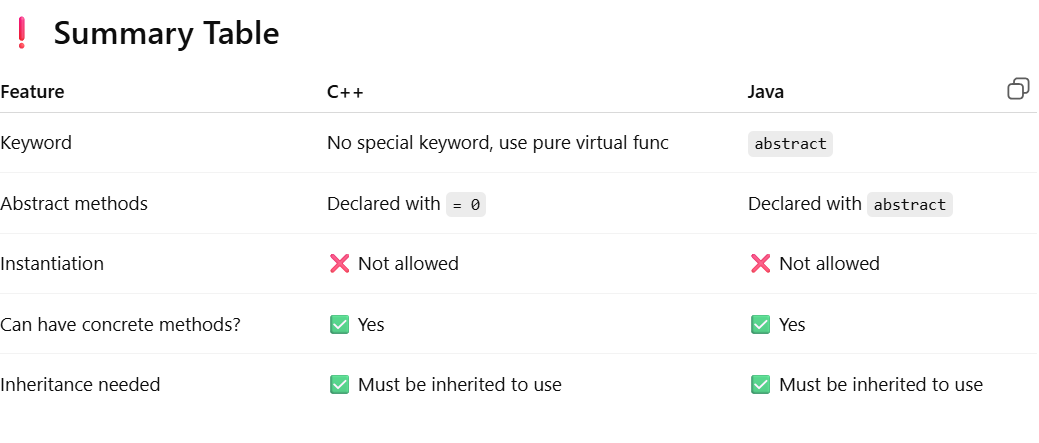 ❗ Summary Table
Feature C++ Java
Keyword No special keyword, use pure virtual func abstract
Abstract methods Declared with = 0 Declared with abstract
Instantiation ❌ Not allowed ❌ Not allowed
Can have concrete methods? ✅ Yes ✅ Yes
Inheritance needed ✅ Must be inherited to use ✅ Must be inherited to use